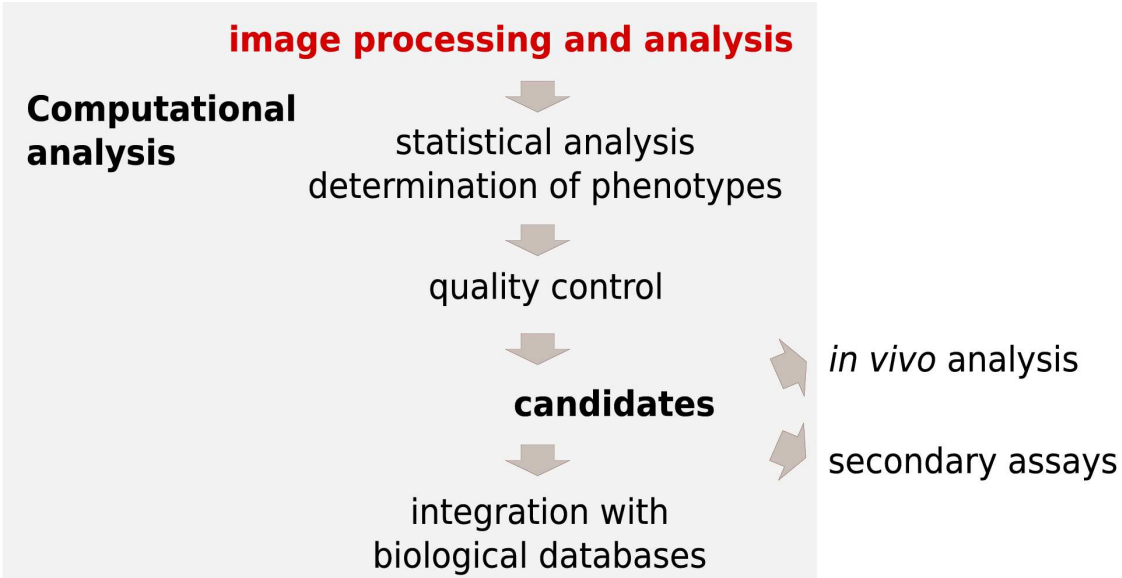 image processing and analysis
Computational
analysis
statistical analysis
determination of phenotypes
quality control
in vivo analysis
candidates
secondary assays
integration with
biological databases